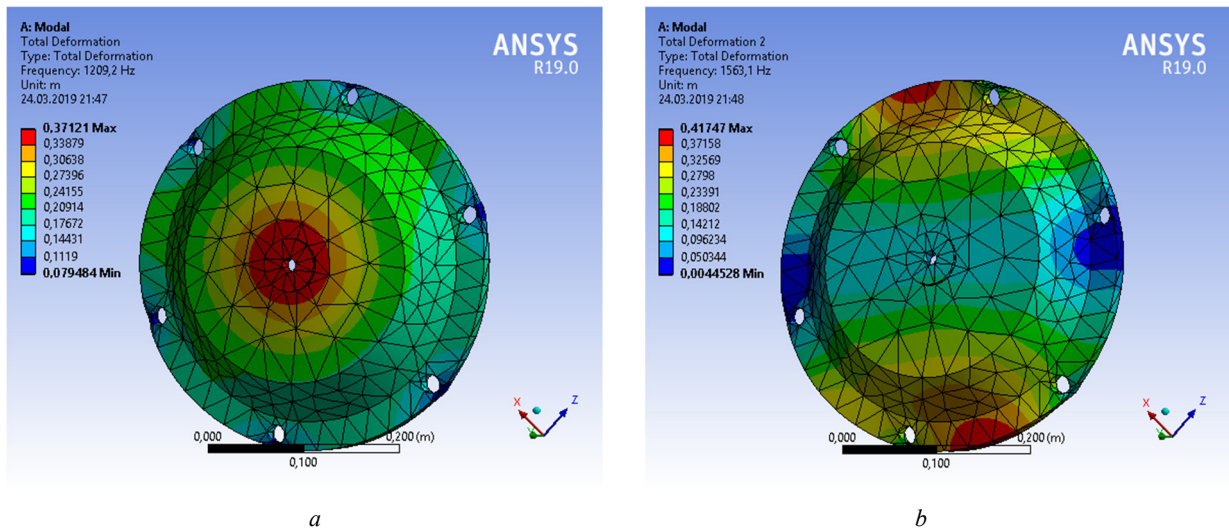 A: Modal
Total Deformation
Type: Total Deformation
Frequency: 1209,2 Hz
Unit: m
24.03.2019 21:47
ANSYS
R19.0
0,37121 Max
0,33879
0,30638
0,27396
0,24155
0,20914
0,17672
0,14431
0,1119
0,079484 Min
X
Z
0,000
0,200 (m)
0,100
A: Modal
Total Deformation 2
Type: Total Deformation
Frequency: 1563,1 Hz
Unit: m
24.03.2019 21:48
ANSYS
R19.0
0,41747 Max
0,37158
0,32569
0,2798
0,23391
0,18802
0,14212
0,096234
0,050344
0,0044528 Min
X
Z
0,000
0,200 (m)
0,100
a
b